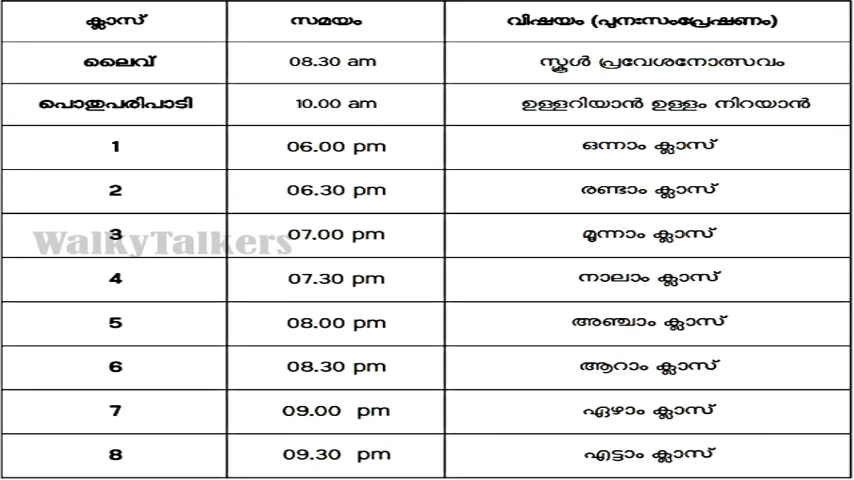 ക്ലാസ് സമയം വിഷയം (പുനഃസംപ്രേഷണം)
ലൈവ് 08.30 am സ്കൂൾ പ്രവേശനോത്സവം
പൊതുപരിപാടി 10.00 am ഉള്ളറിയാൻ ഉള്ളം നിറയാൻ
1 06.00 pm ഒന്നാം ക്ലാസ്
2 06.30 pm രണ്ടാം ക്ലാസ്
3 07.00 pm മൂന്നാം ക്ലാസ്
WalkyTalkers
4 07.30 pm നാലാം ക്ലാസ്
5 08.00 pm അഞ്ചാം ക്ലാസ്
6 08.30 pm ആറാം ക്ലാസ്
7 09.00 pm ഏഴാം ക്ലാസ്
8 09.30 pm എട്ടാം ക്ലാസ്